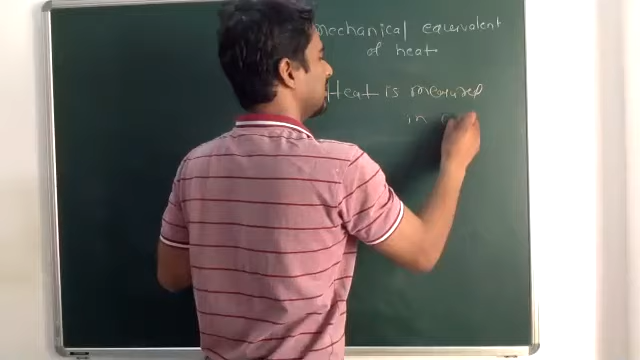 mechanical equivalent
of heat
Heat is measured
in